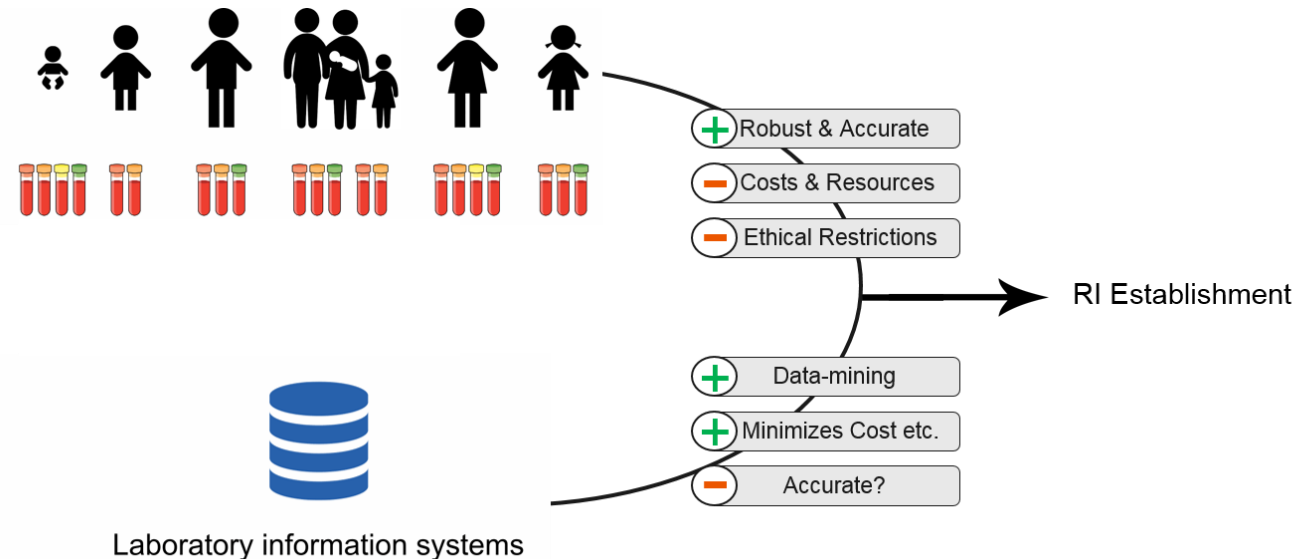 Robust & Accurate
Costs & Resources
Ethical Restrictions
RI Establishment
Data-mining
Minimizes Cost etc.
Accurate?
Laboratory information systems